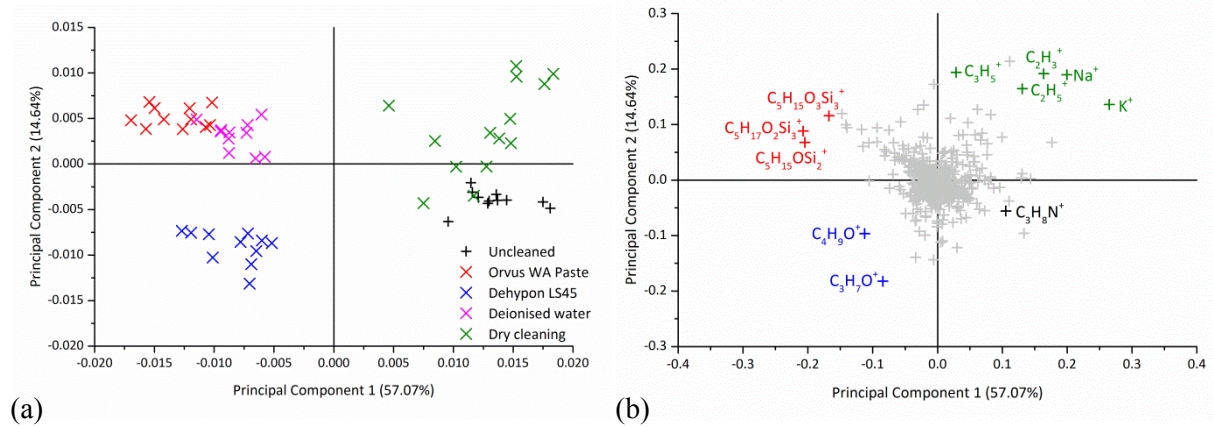 0.020
0.015
0.010
0.005
0.000
-0.005
-0.010
-0.015
-0.020
Principal Component 2 (14.64%)
-0.020 -0.015 -0.010 -0.005 0.000 0.005 0.010 0.015 0.020
Principal Component 1 (57.07%)
Uncleaned
Orvus WA Paste
Dehypon LS45
Deionised water
Dry cleaning
(a)
0.3
0.2
0.1
0.0
-0.1
-0.2
-0.3
Principal Component 2 (14.64%)
-0.4 -0.3 -0.2 -0.1 0.0 0.1 0.2 0.3 0.4
Principal Component 1 (57.07%)
C₃H₅⁺
C₂H₃⁺
Na⁺
C₂H₅⁺
K⁺
C₅H₁₅O₃Si₃⁺
C₅H₁₇O₂Si₃⁺
C₅H₁₅OSi₂⁺
C₃H₈N⁺
C₄H₉O⁺
C₃H₇O⁺
(b)